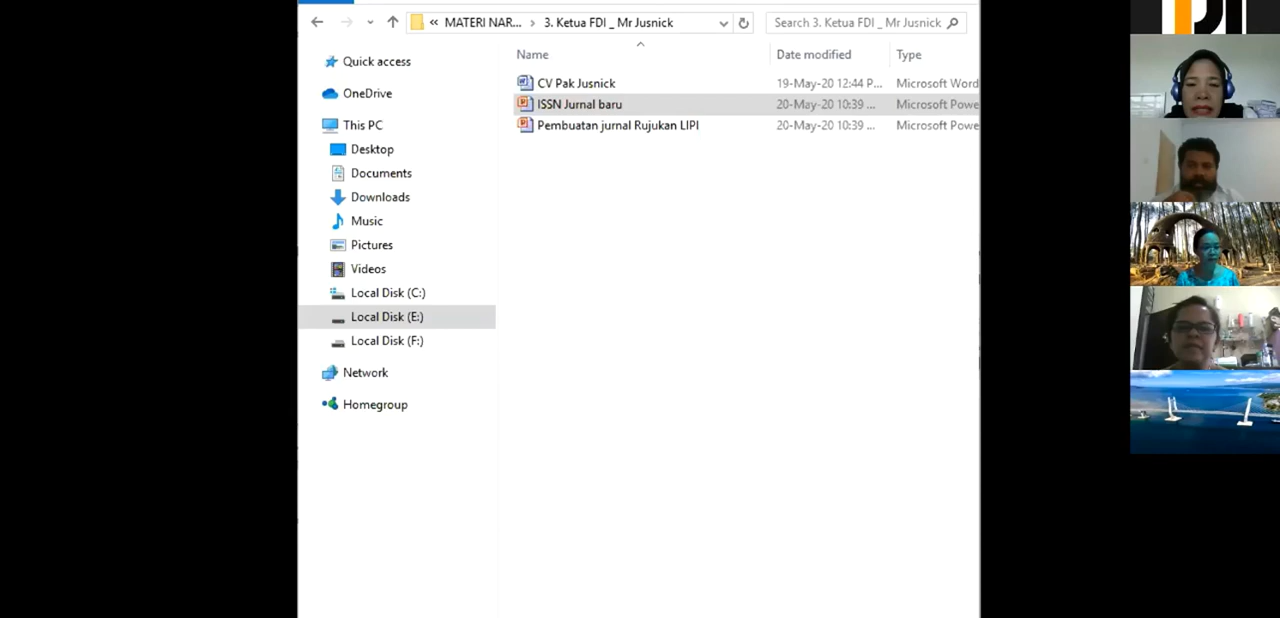 MATERI NAR... 3. Ketua FDI _ Mr Jusnick Search 3. Ketua FDI _ Mr Jusnick
Name Date modified Type
CV Pak Jusnick 19-May-20 12:44 P... Microsoft Word
ISSN Jurnal baru 20-May-20 10:39 ... Microsoft Powe
Pembuatan jurnal Rujukan LIPI 20-May-20 10:39 ... Microsoft Powe
Quick access
OneDrive
This PC
Desktop
Documents
Downloads
Music
Pictures
Videos
Local Disk (C:)
Local Disk (E:)
Local Disk (F:)
Network
Homegroup